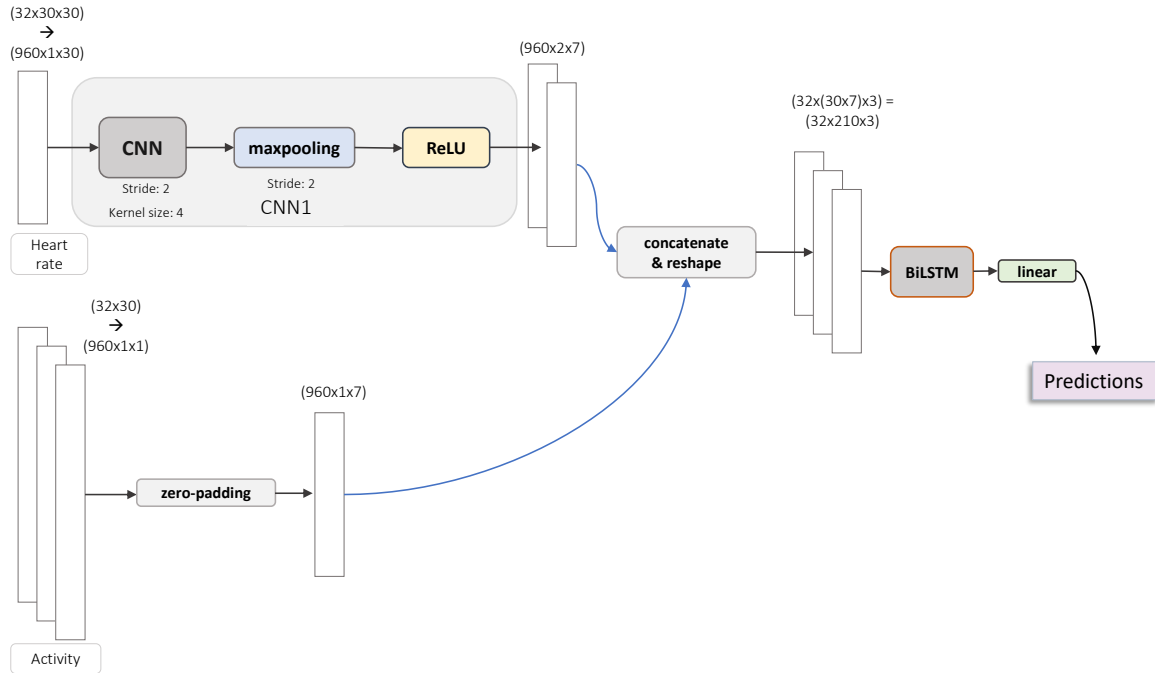 (32x30x30)
→
(960x1x30)
Heart
rate
CNN
Stride: 2
Kernel size: 4
maxpooling
Stride: 2
CNN1
ReLU
(960x2x7)
concatenate
& reshape
(32x(30x7)x3) =
(32x210x3)
BiLSTM
linear
Predictions
(32x30)
→
(960x1x1)
Activity
zero-padding
(960x1x7)